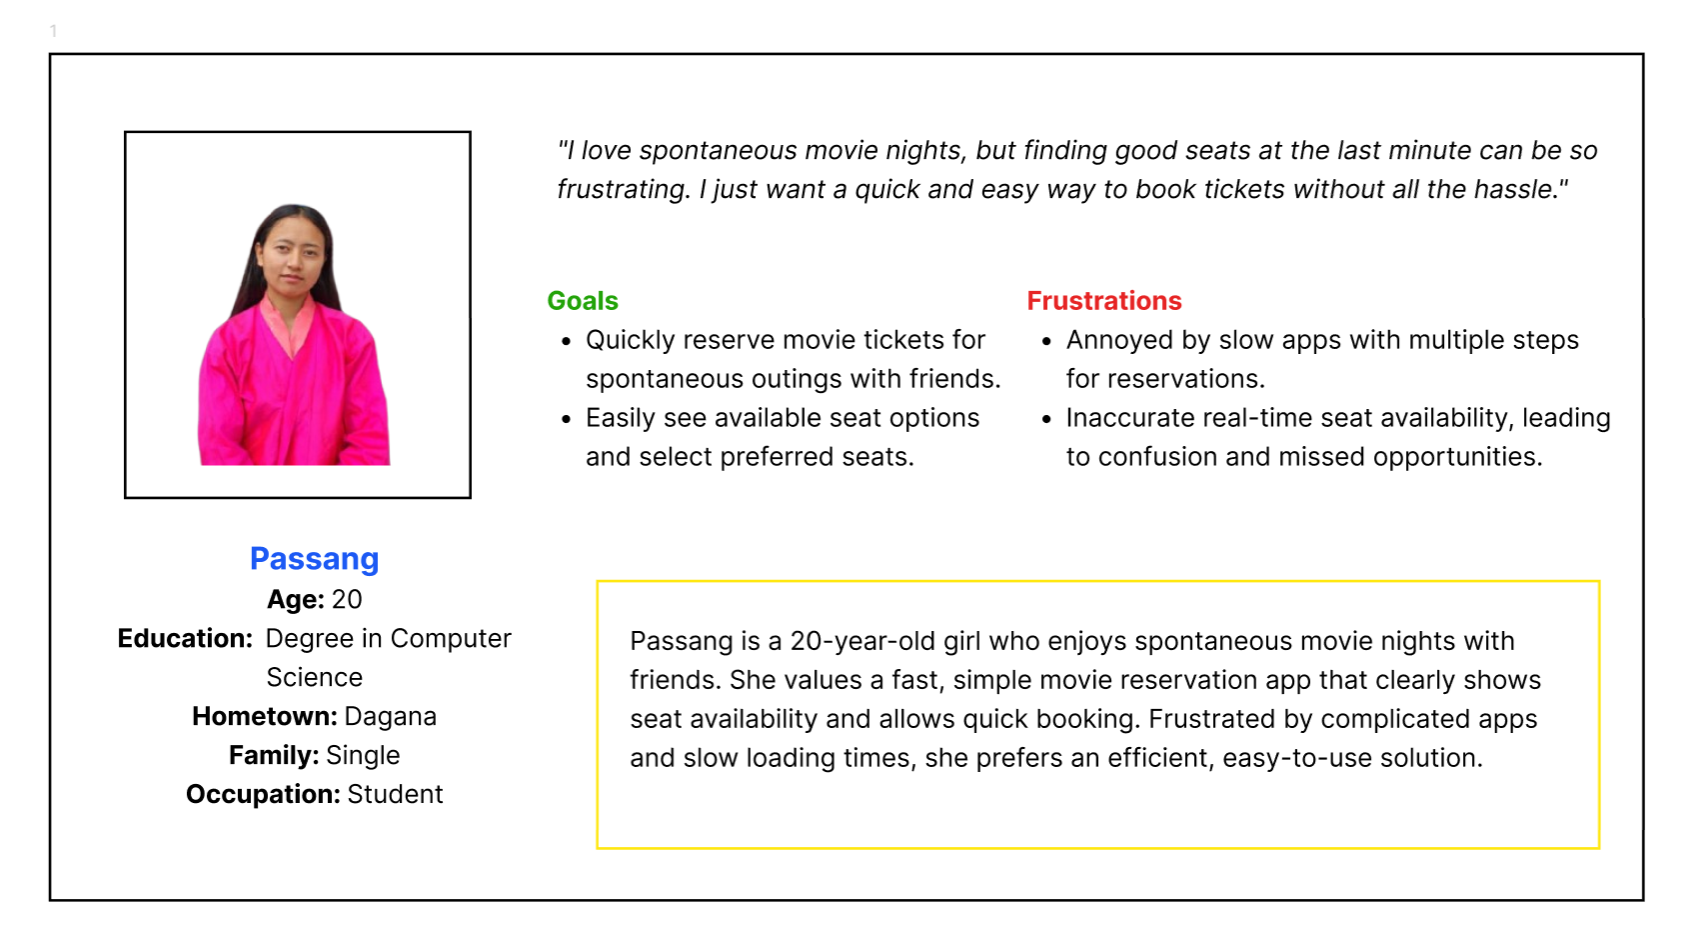 1
"I love spontaneous movie nights, but finding good seats at the last minute can be so
frustrating. I just want a quick and easy way to book tickets without all the hassle."
Goals
• Quickly reserve movie tickets for
spontaneous outings with friends.
• Easily see available seat options
and select preferred seats.
Frustrations
• Annoyed by slow apps with multiple steps
for reservations.
• Inaccurate real-time seat availability, leading
to confusion and missed opportunities.
Passang
Age: 20
Education: Degree in Computer
Science
Hometown: Dagana
Family: Single
Occupation: Student
Passang is a 20-year-old girl who enjoys spontaneous movie nights with
friends. She values a fast, simple movie reservation app that clearly shows
seat availability and allows quick booking. Frustrated by complicated apps
and slow loading times, she prefers an efficient, easy-to-use solution.